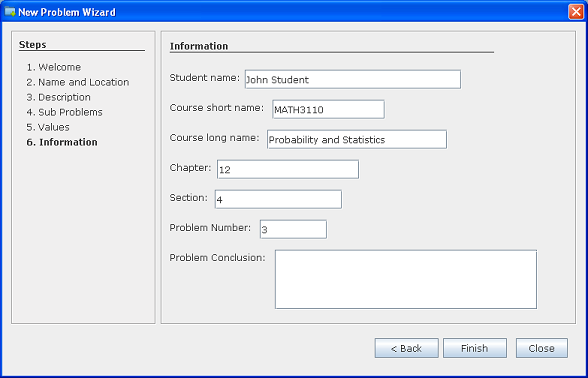 New Problem Wizard
Steps
1. Welcome
2. Name and Location
3. Description
4. Sub Problems
5. Values
6. Information
Information
Student name: John Student
Course short name: MATH3110
Course long name: Probability and Statistics
Chapter: 12
Section: 4
Problem Number: 3
Problem Conclusion:
< Back Finish Close